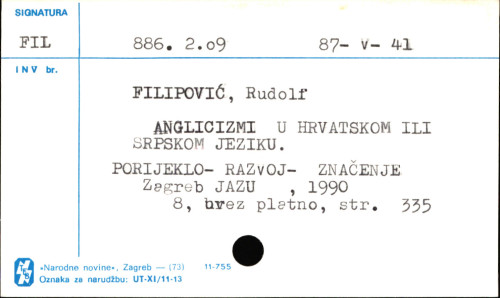 SIGNATURA
FIL 886. 2.o9 87- V- 41
INV br.
FILIPOVIĆ, Rudolf
ANGLICIZMI U HRVATSKOM ILI
SRPSKOM JEZIKU.
PORIJEKLO- RAZVOJ- ZNAČENJE
Zagreb JAZU , 1990
8, uvez platno, str. 335
»Narodne novine«, Zagreb — (73) 11-755
Oznaka za narudžbu: UT-XI/11-13